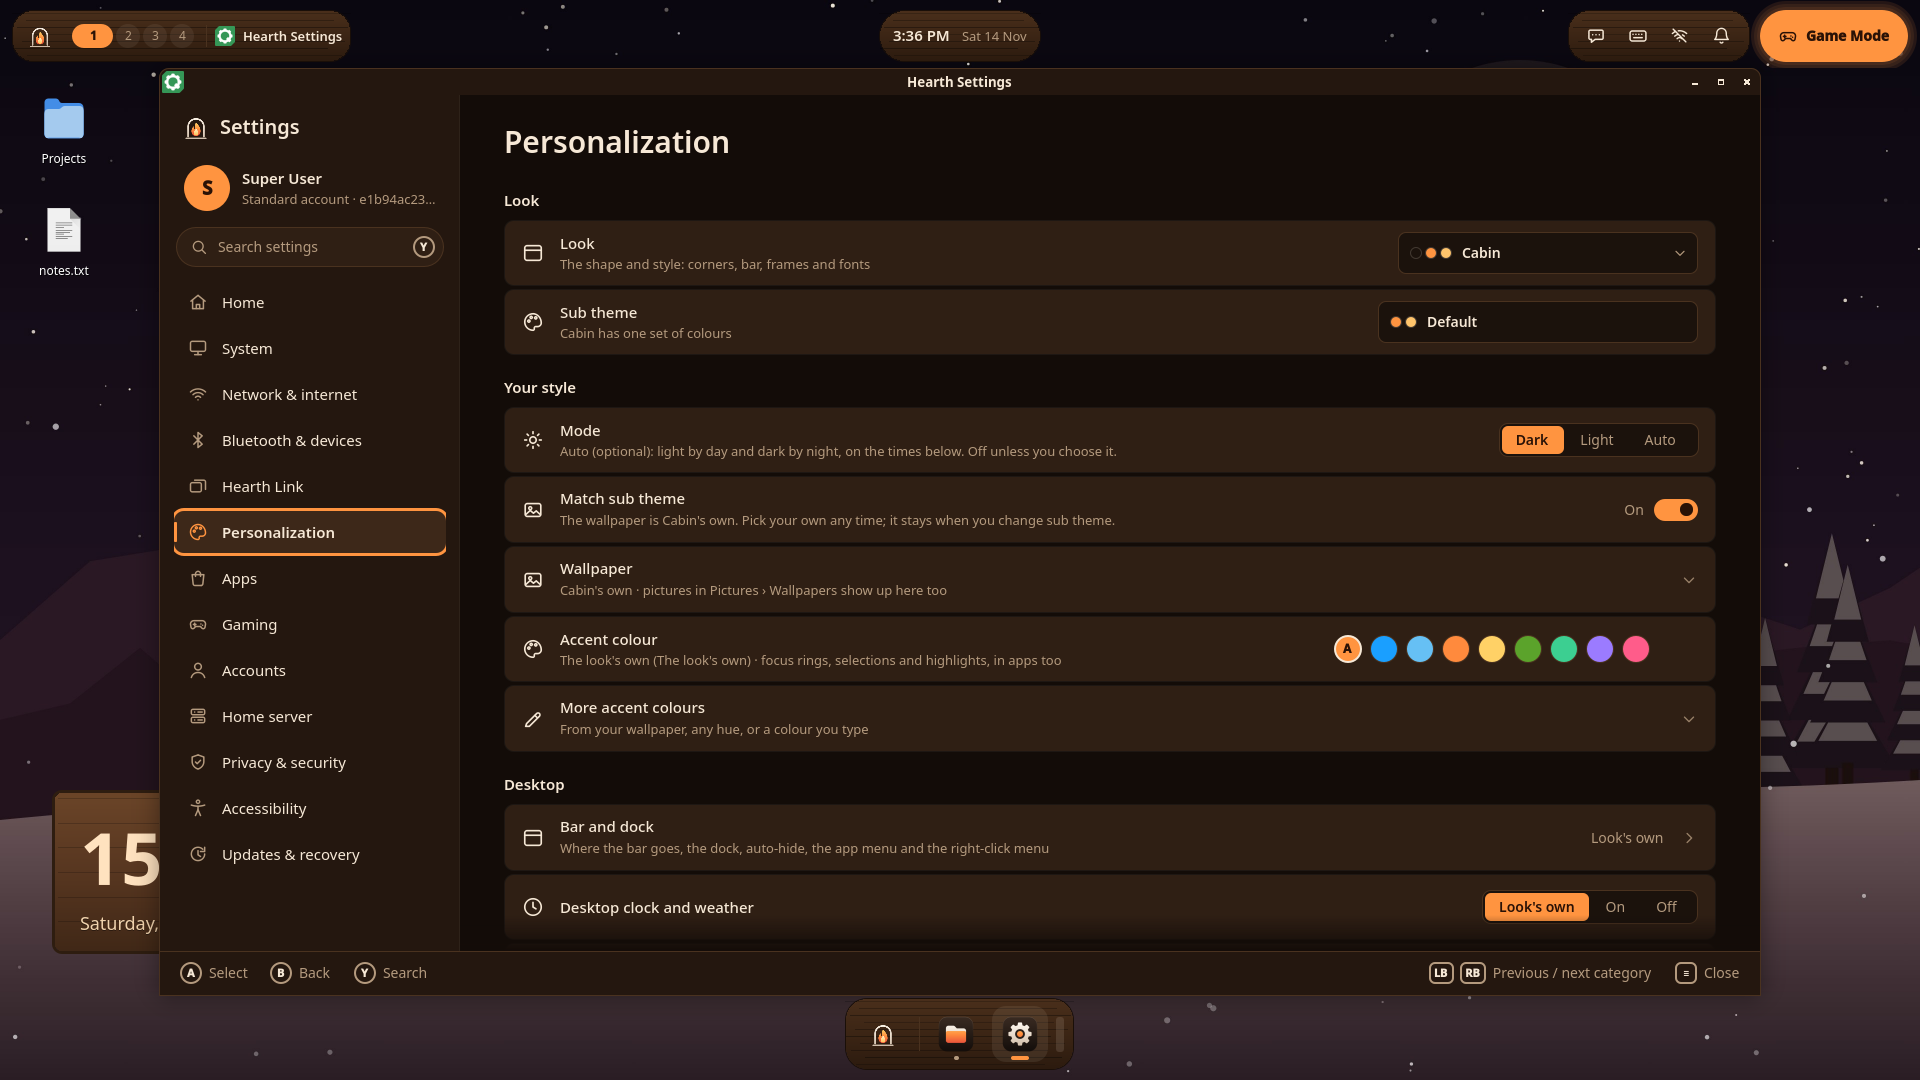 1 2 3 4 Hearth Settings
3:36 PM Sat 14 Nov
Game Mode
Hearth Settings
Projects
notes.txt
15
Saturday,
Settings
S
Super User
Standard account · e1b94ac23...
Search settings Y
Home
System
Network & internet
Bluetooth & devices
Hearth Link
Personalization
Apps
Gaming
Accounts
Home server
Privacy & security
Accessibility
Updates & recovery
Personalization
Look
Look
The shape and style: corners, bar, frames and fonts
Cabin
Sub theme
Cabin has one set of colours
Default
Your style
Mode
Auto (optional): light by day and dark by night, on the times below. Off unless you choose it.
Dark Light Auto
Match sub theme
The wallpaper is Cabin's own. Pick your own any time; it stays when you change sub theme.
On
Wallpaper
Cabin's own · pictures in Pictures › Wallpapers show up here too
Accent colour
The look's own (The look's own) · focus rings, selections and highlights, in apps too
A
More accent colours
From your wallpaper, any hue, or a colour you type
Desktop
Bar and dock
Where the bar goes, the dock, auto-hide, the app menu and the right-click menu
Look's own
Desktop clock and weather
Look's own On Off
A Select B Back Y Search
LB RB Previous / next category ≡ Close